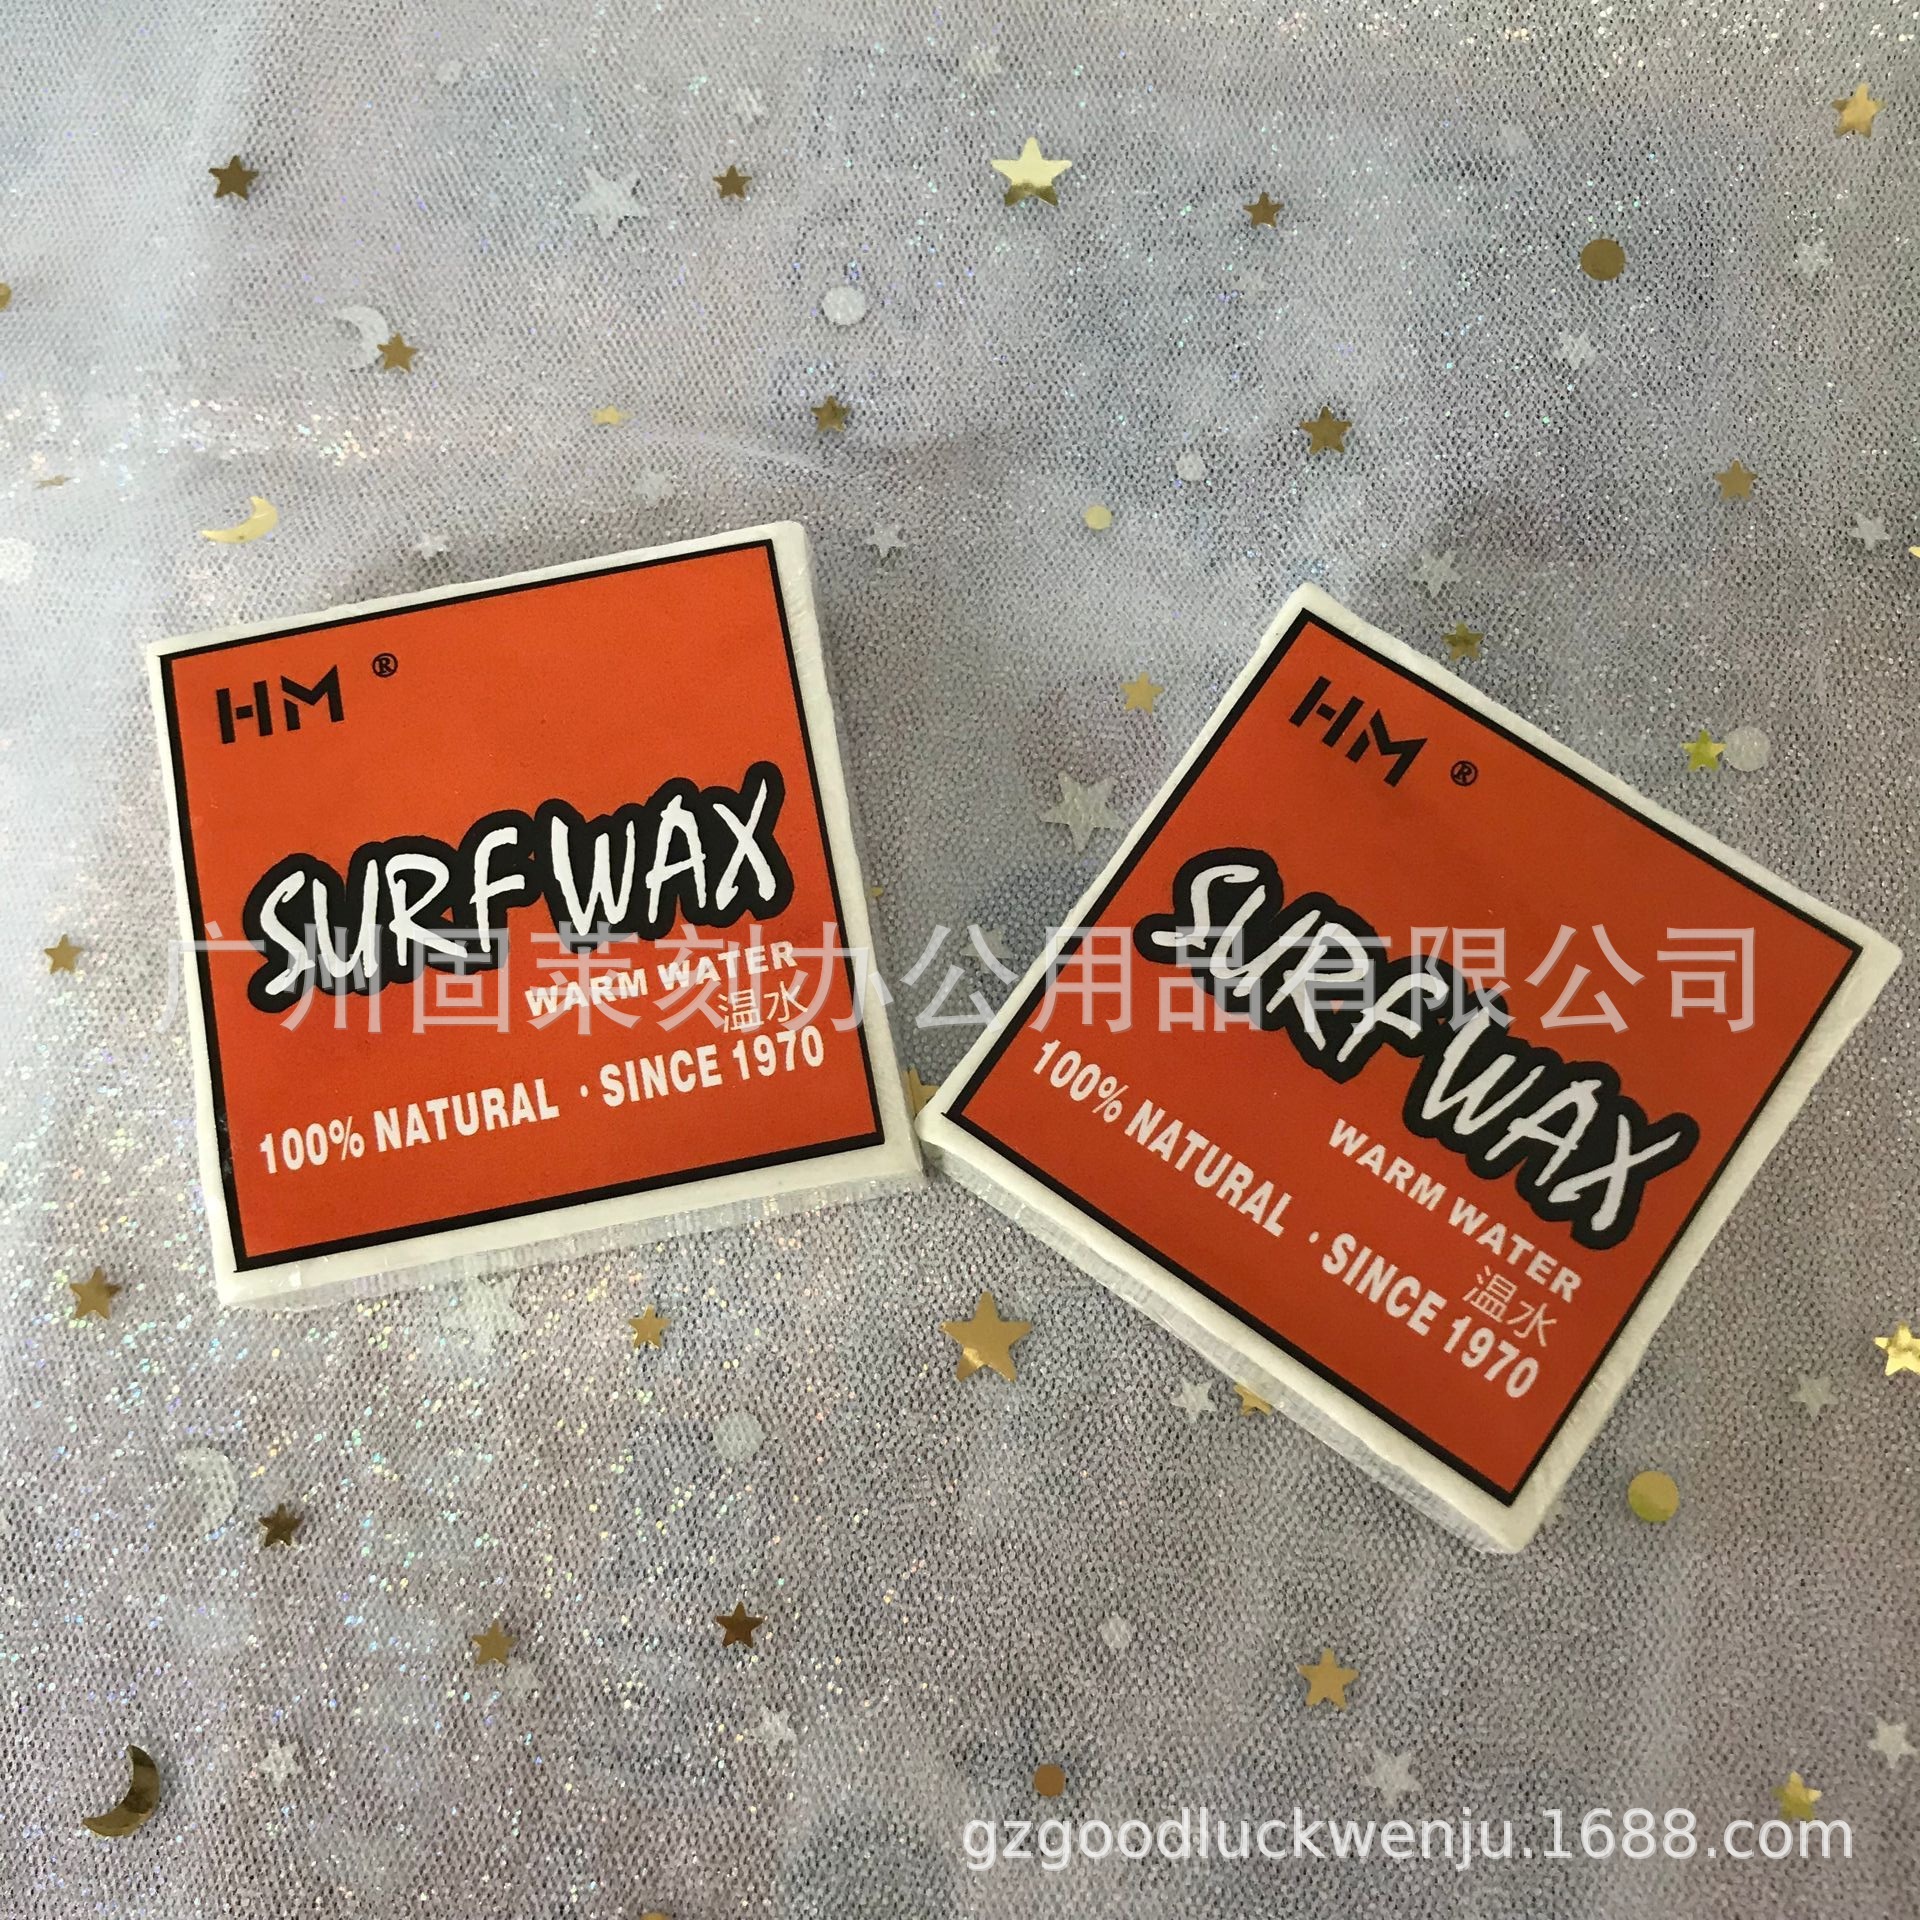 HM ®
SURF WAX
WARM WATER
温水
100% NATURAL · SINCE 1970
HM ®
SURF WAX
WARM WATER
温水
100% NATURAL · SINCE 1970
广州固莱刻办公用品有限公司
gzgoodluckwenju.1688.com